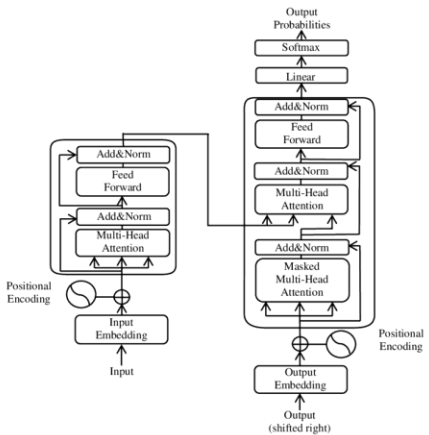 Output
Probabilities
Softmax
Linear
Add&Norm
Feed
Forward
Add&Norm
Multi-Head
Attention
Add&Norm
Masked
Multi-Head
Attention
Positional
Encoding
Output
Embedding
Output
(shifted right)
Add&Norm
Feed
Forward
Add&Norm
Multi-Head
Attention
Positional
Encoding
Input
Embedding
Input